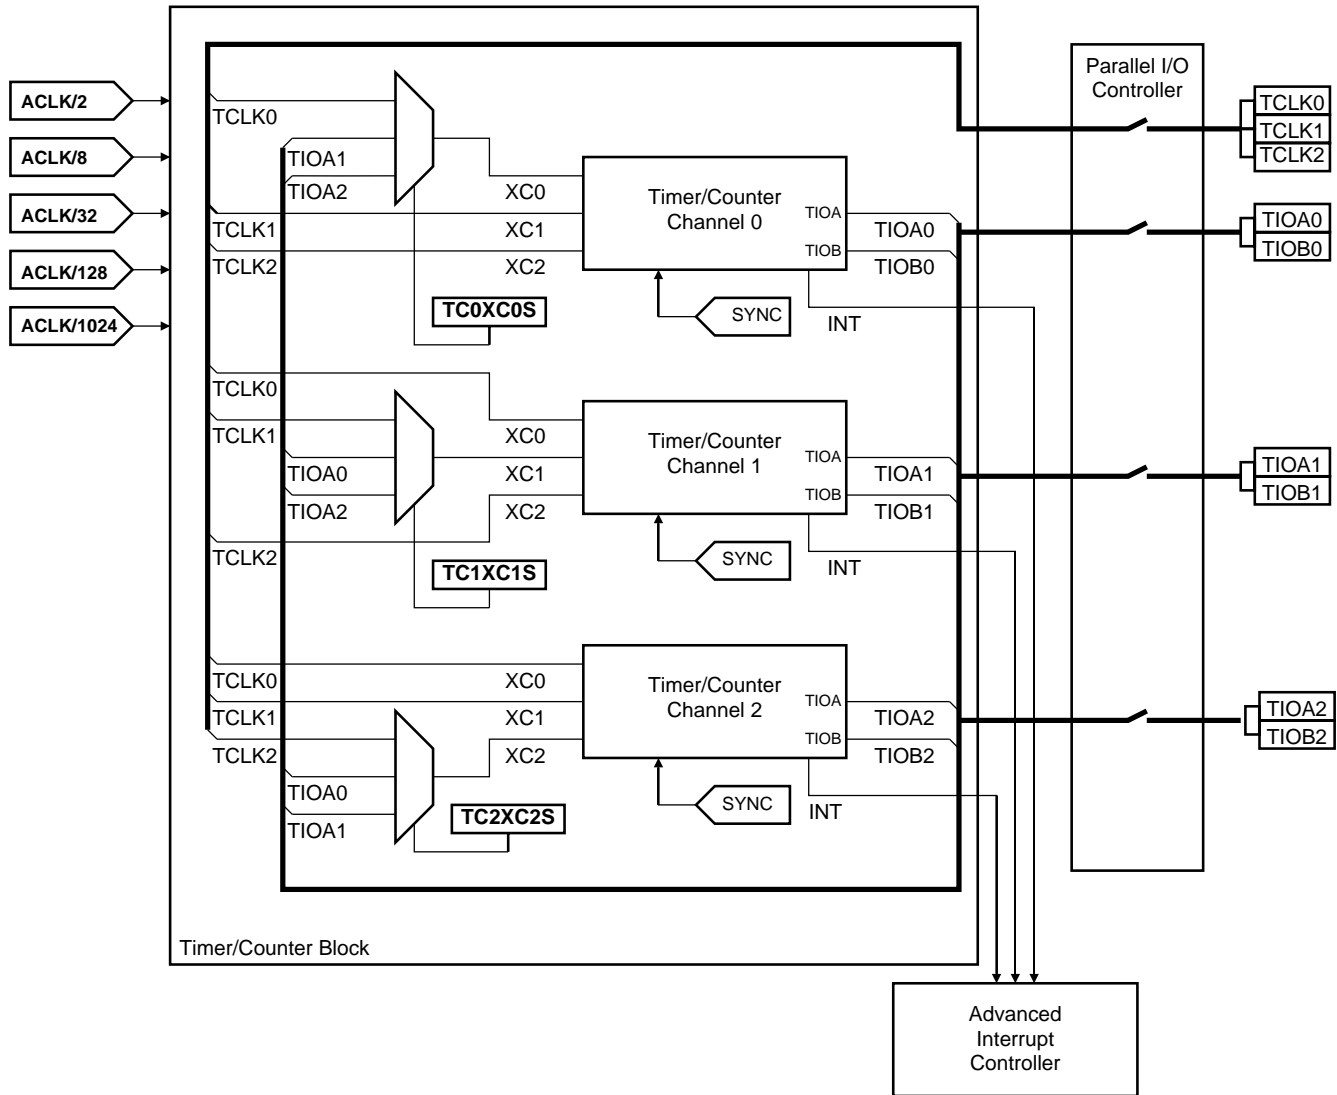 Parallel I/O
Controller
ACLK/2
ACLK/8
ACLK/32
ACLK/128
ACLK/1024
TCLK0
TIOA1
TIOA2
TCLK1
TCLK2
XC0
XC1
XC2
TC0XC0S
Timer/Counter
Channel 0
TIOA
TIOB
TIOA0
TIOB0
SYNC
INT
TCLK0
TCLK1
TCLK2
TIOA0
TIOB0
TCLK0
TCLK1
TIOA0
TIOA2
TCLK2
XC0
XC1
XC2
TC1XC1S
Timer/Counter
Channel 1
TIOA
TIOB
TIOA1
TIOB1
SYNC
INT
TIOA1
TIOB1
TCLK0
TCLK1
TCLK2
TIOA0
TIOA1
XC0
XC1
XC2
TC2XC2S
Timer/Counter
Channel 2
TIOA
TIOB
TIOA2
TIOB2
SYNC
INT
TIOA2
TIOB2
Timer/Counter Block
Advanced
Interrupt
Controller